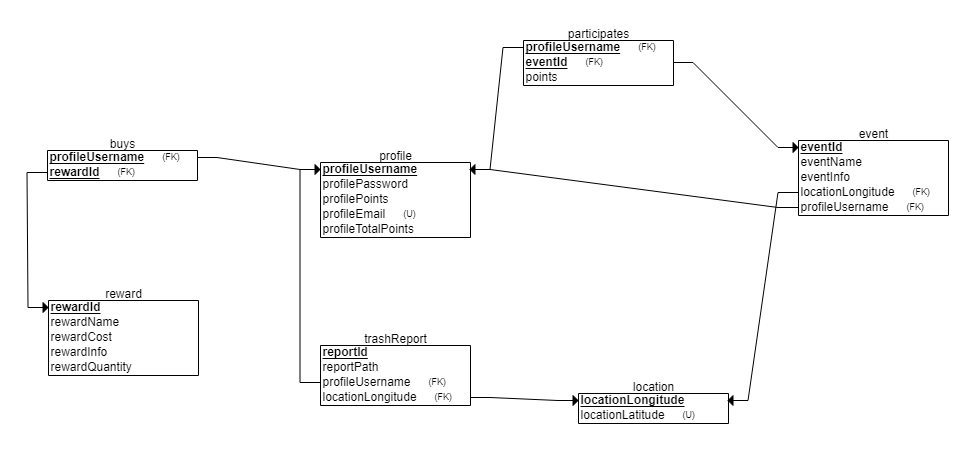 participates
profileUsername (FK)
eventId (FK)
points
buys
profileUsername (FK)
rewardId (FK)
profile
profileUsername
profilePassword
profilePoints
profileEmail (U)
profileTotalPoints
event
eventId
eventName
eventInfo
locationLongitude (FK)
profileUsername (FK)
reward
rewardId
rewardName
rewardCost
rewardInfo
rewardQuantity
trashReport
reportId
reportPath
profileUsername (FK)
locationLongitude (FK)
location
locationLongitude
locationLatitude (U)